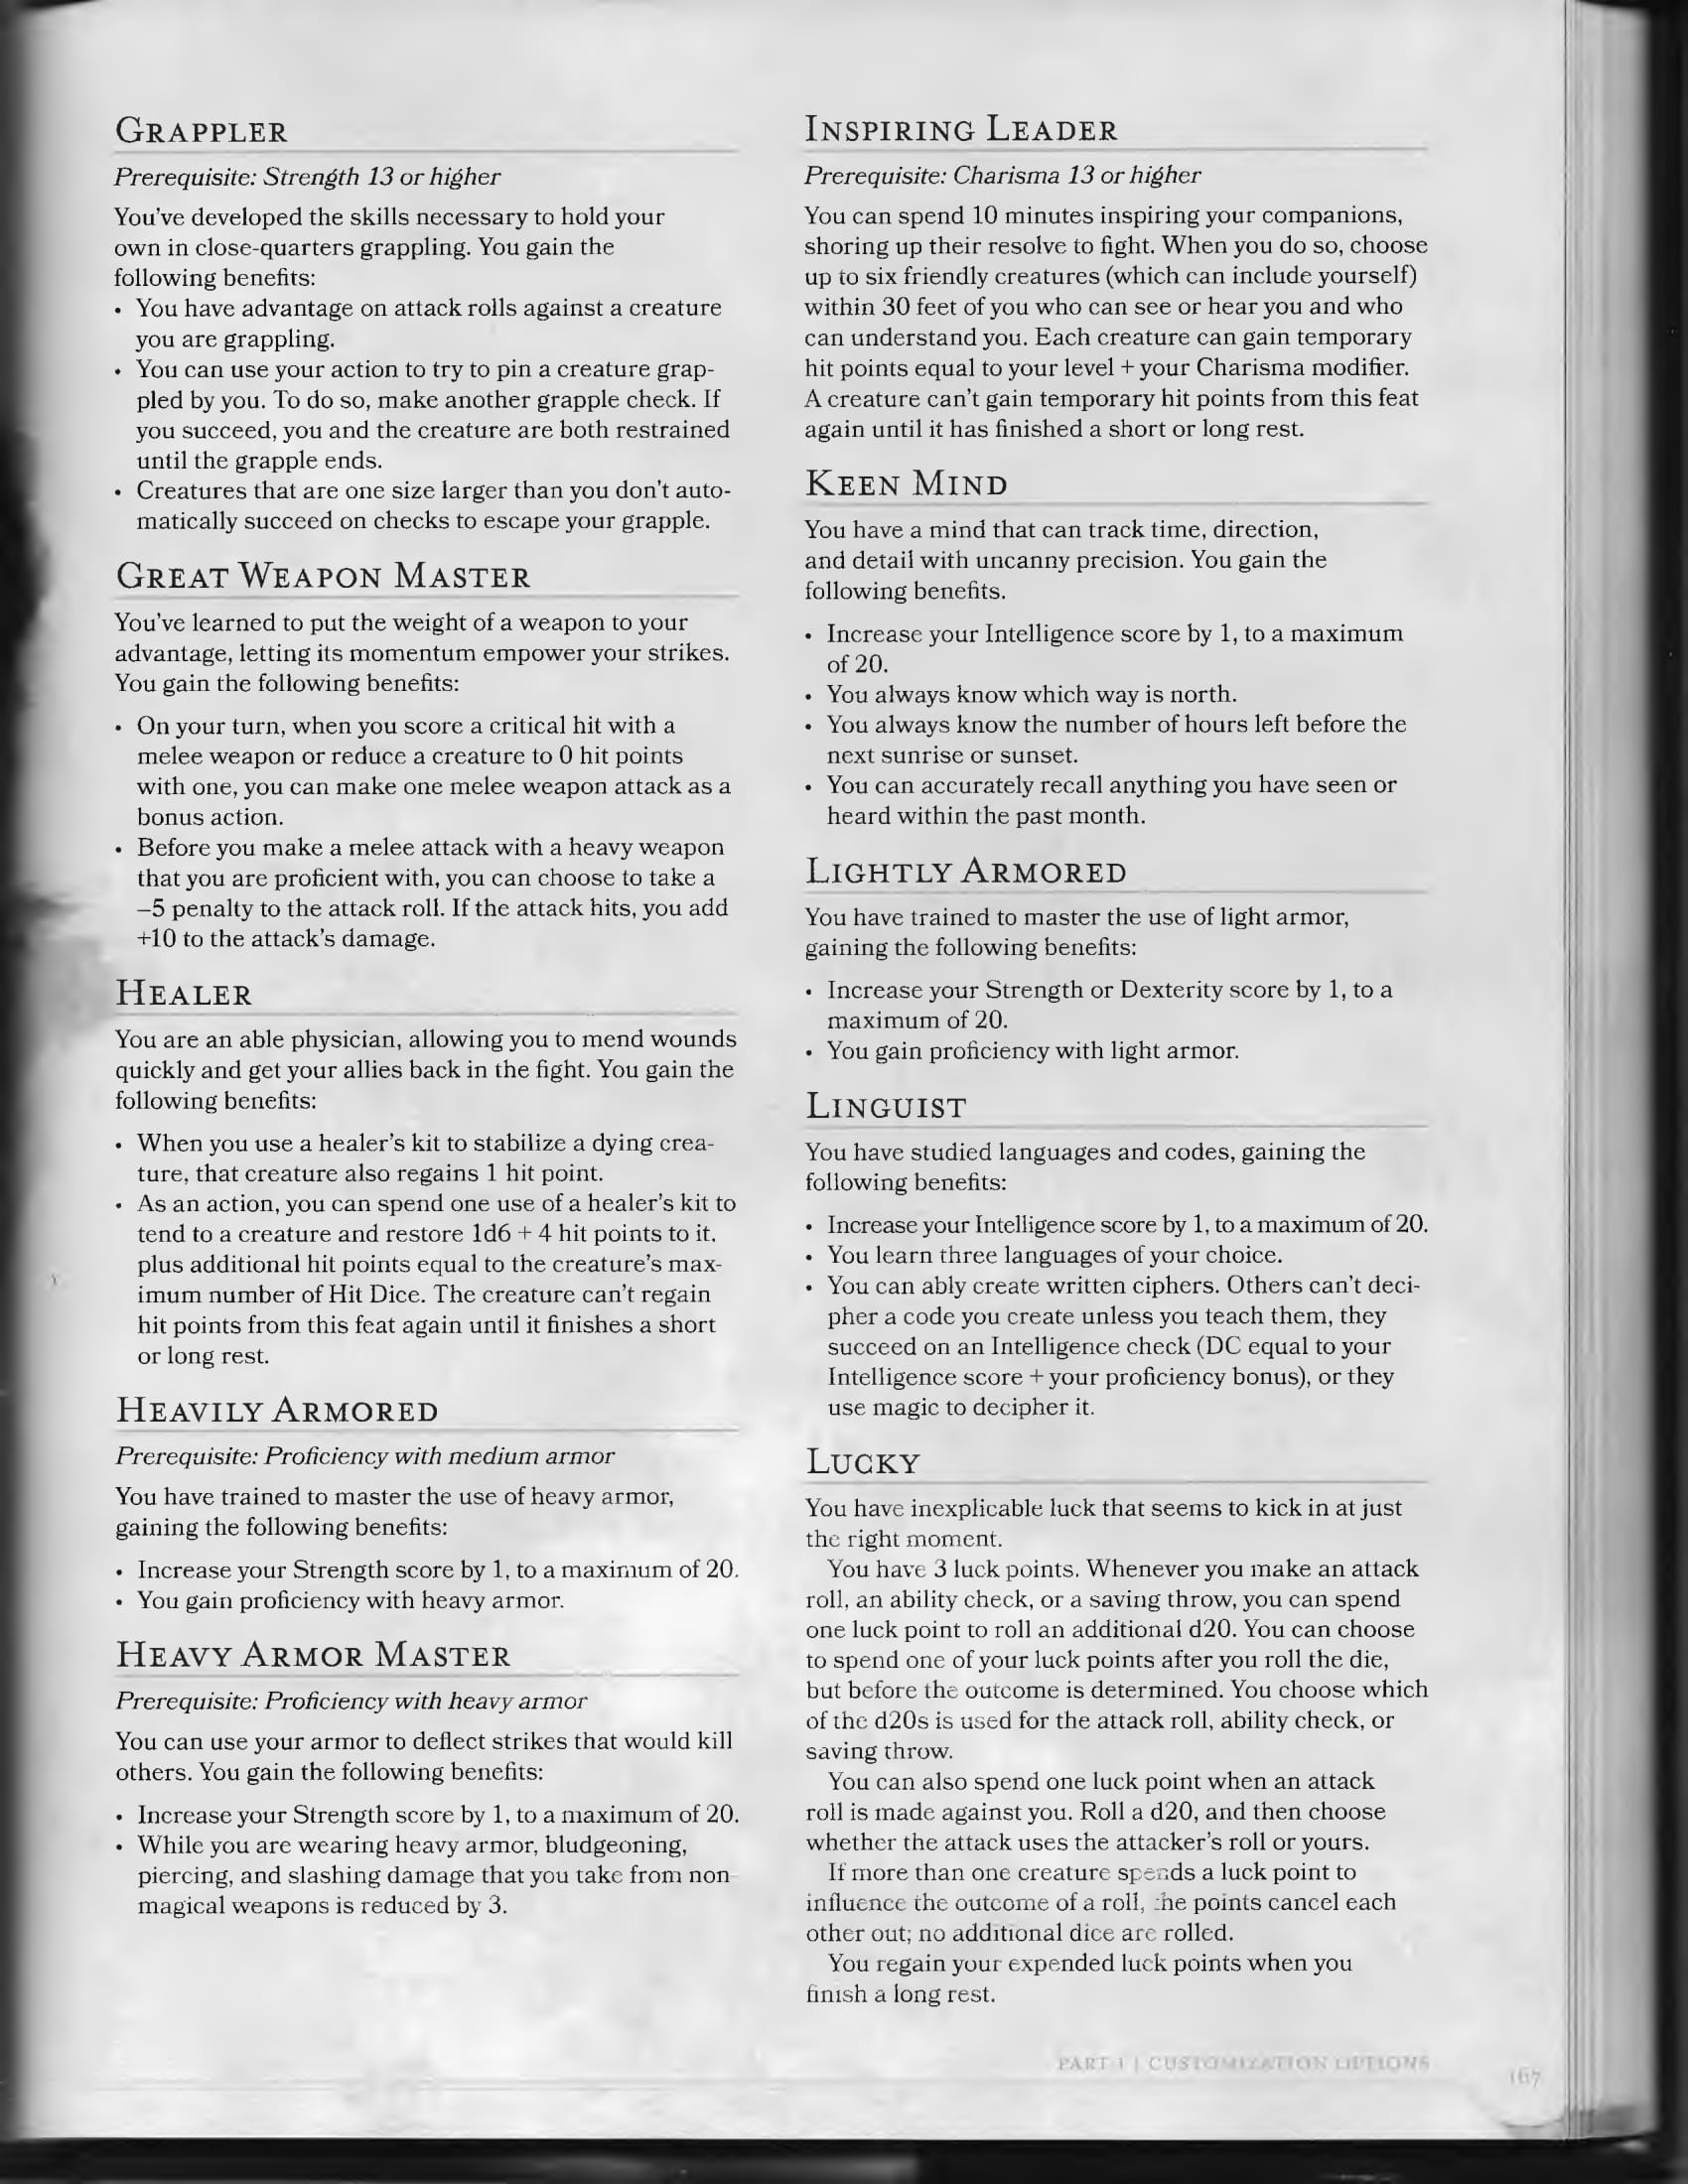 GRAPPLER
Prerequisite: Strength 13 or higher
You've developed the skills necessary to hold your
own in close-quarters grappling. You gain the
following benefits:
• You have advantage on attack rolls against a creature
you are grappling.
• You can use your action to try to pin a creature grap-
pled by you. To do so, make another grapple check. If
you succeed, you and the creature are both restrained
until the grapple ends.
• Creatures that are one size larger than you don't auto-
matically succeed on checks to escape your grapple.
GREAT WEAPON MASTER
You've learned to put the weight of a weapon to your
advantage, letting its momentum empower your strikes.
You gain the following benefits:
• On your turn, when you score a critical hit with a
melee weapon or reduce a creature to 0 hit points
with one, you can make one melee weapon attack as a
bonus action.
• Before you make a melee attack with a heavy weapon
that you are proficient with, you can choose to take a
–5 penalty to the attack roll. If the attack hits, you add
+10 to the attack's damage.
HEALER
You are an able physician, allowing you to mend wounds
quickly and get your allies back in the fight. You gain the
following benefits:
• When you use a healer's kit to stabilize a dying crea-
ture, that creature also regains 1 hit point.
• As an action, you can spend one use of a healer's kit to
tend to a creature and restore 1d6 + 4 hit points to it,
plus additional hit points equal to the creature's max-
imum number of Hit Dice. The creature can't regain
hit points from this feat again until it finishes a short
or long rest.
HEAVILY ARMORED
Prerequisite: Proficiency with medium armor
You have trained to master the use of heavy armor,
gaining the following benefits:
• Increase your Strength score by 1, to a maximum of 20.
• You gain proficiency with heavy armor.
HEAVY ARMOR MASTER
Prerequisite: Proficiency with heavy armor
You can use your armor to deflect strikes that would kill
others. You gain the following benefits:
• Increase your Strength score by 1, to a maximum of 20.
• While you are wearing heavy armor, bludgeoning,
piercing, and slashing damage that you take from non-
magical weapons is reduced by 3.
INSPIRING LEADER
Prerequisite: Charisma 13 or higher
You can spend 10 minutes inspiring your companions,
shoring up their resolve to fight. When you do so, choose
up to six friendly creatures (which can include yourself)
within 30 feet of you who can see or hear you and who
can understand you. Each creature can gain temporary
hit points equal to your level + your Charisma modifier.
A creature can't gain temporary hit points from this feat
again until it has finished a short or long rest.
KEEN MIND
You have a mind that can track time, direction,
and detail with uncanny precision. You gain the
following benefits.
• Increase your Intelligence score by 1, to a maximum
of 20.
• You always know which way is north.
• You always know the number of hours left before the
next sunrise or sunset.
• You can accurately recall anything you have seen or
heard within the past month.
LIGHTLY ARMORED
You have trained to master the use of light armor,
gaining the following benefits:
• Increase your Strength or Dexterity score by 1, to a
maximum of 20.
• You gain proficiency with light armor.
LINGUIST
You have studied languages and codes, gaining the
following benefits:
• Increase your Intelligence score by 1, to a maximum of 20.
• You learn three languages of your choice.
• You can ably create written ciphers. Others can't deci-
pher a code you create unless you teach them, they
succeed on an Intelligence check (DC equal to your
Intelligence score + your proficiency bonus), or they
use magic to decipher it.
LUCKY
You have inexplicable luck that seems to kick in at just
the right moment.
You have 3 luck points. Whenever you make an attack
roll, an ability check, or a saving throw, you can spend
one luck point to roll an additional d20. You can choose
to spend one of your luck points after you roll the die,
but before the outcome is determined. You choose which
of the d20s is used for the attack roll, ability check, or
saving throw.
You can also spend one luck point when an attack
roll is made against you. Roll a d20, and then choose
whether the attack uses the attacker's roll or yours.
If more than one creature spends a luck point to
influence the outcome of a roll, the points cancel each
other out; no additional dice are rolled.
You regain your expended luck points when you
finish a long rest.
PART 1 | CUSTOMIZATION OPTIONS
167